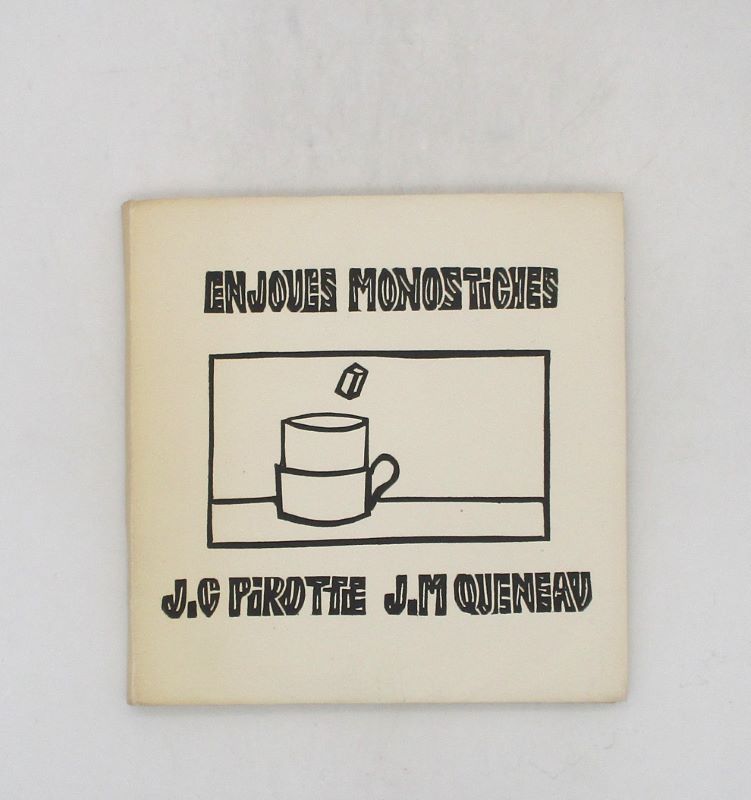 ENJOUES MONOSTiCHES
J.C PiROTTE J.M QUENEAU